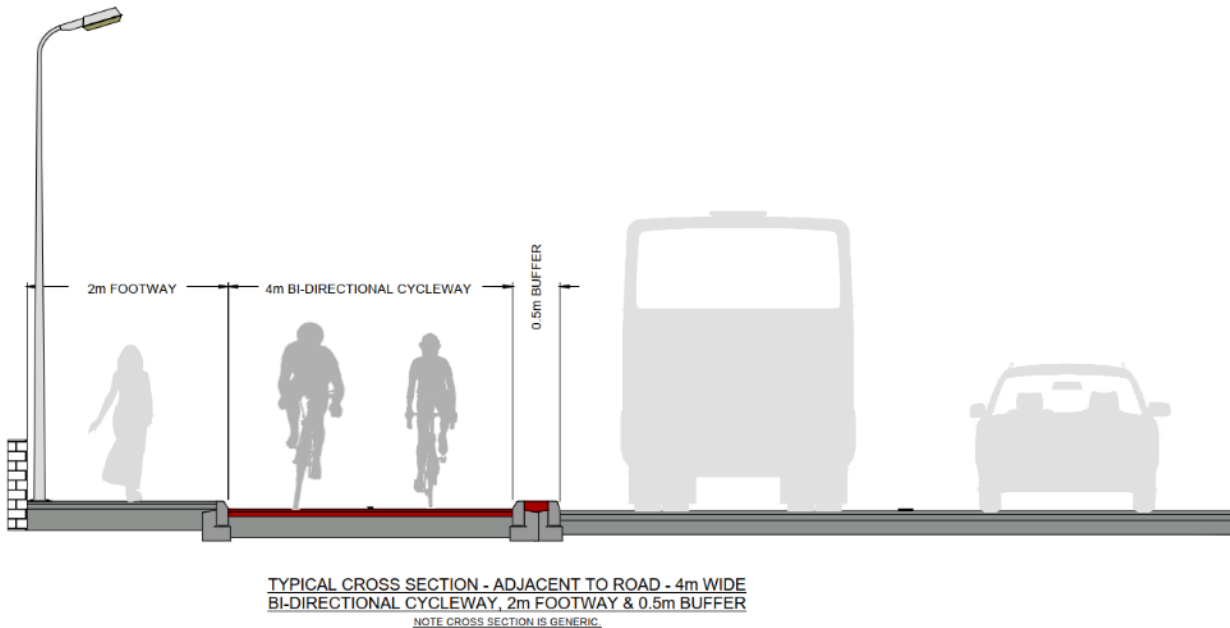 2m FOOTWAY
4m BI-DIRECTIONAL CYCLEWAY
0.5m BUFFER
TYPICAL CROSS SECTION - ADJACENT TO ROAD - 4m WIDE
BI-DIRECTIONAL CYCLEWAY, 2m FOOTWAY & 0.5m BUFFER
NOTE CROSS SECTION IS GENERIC.